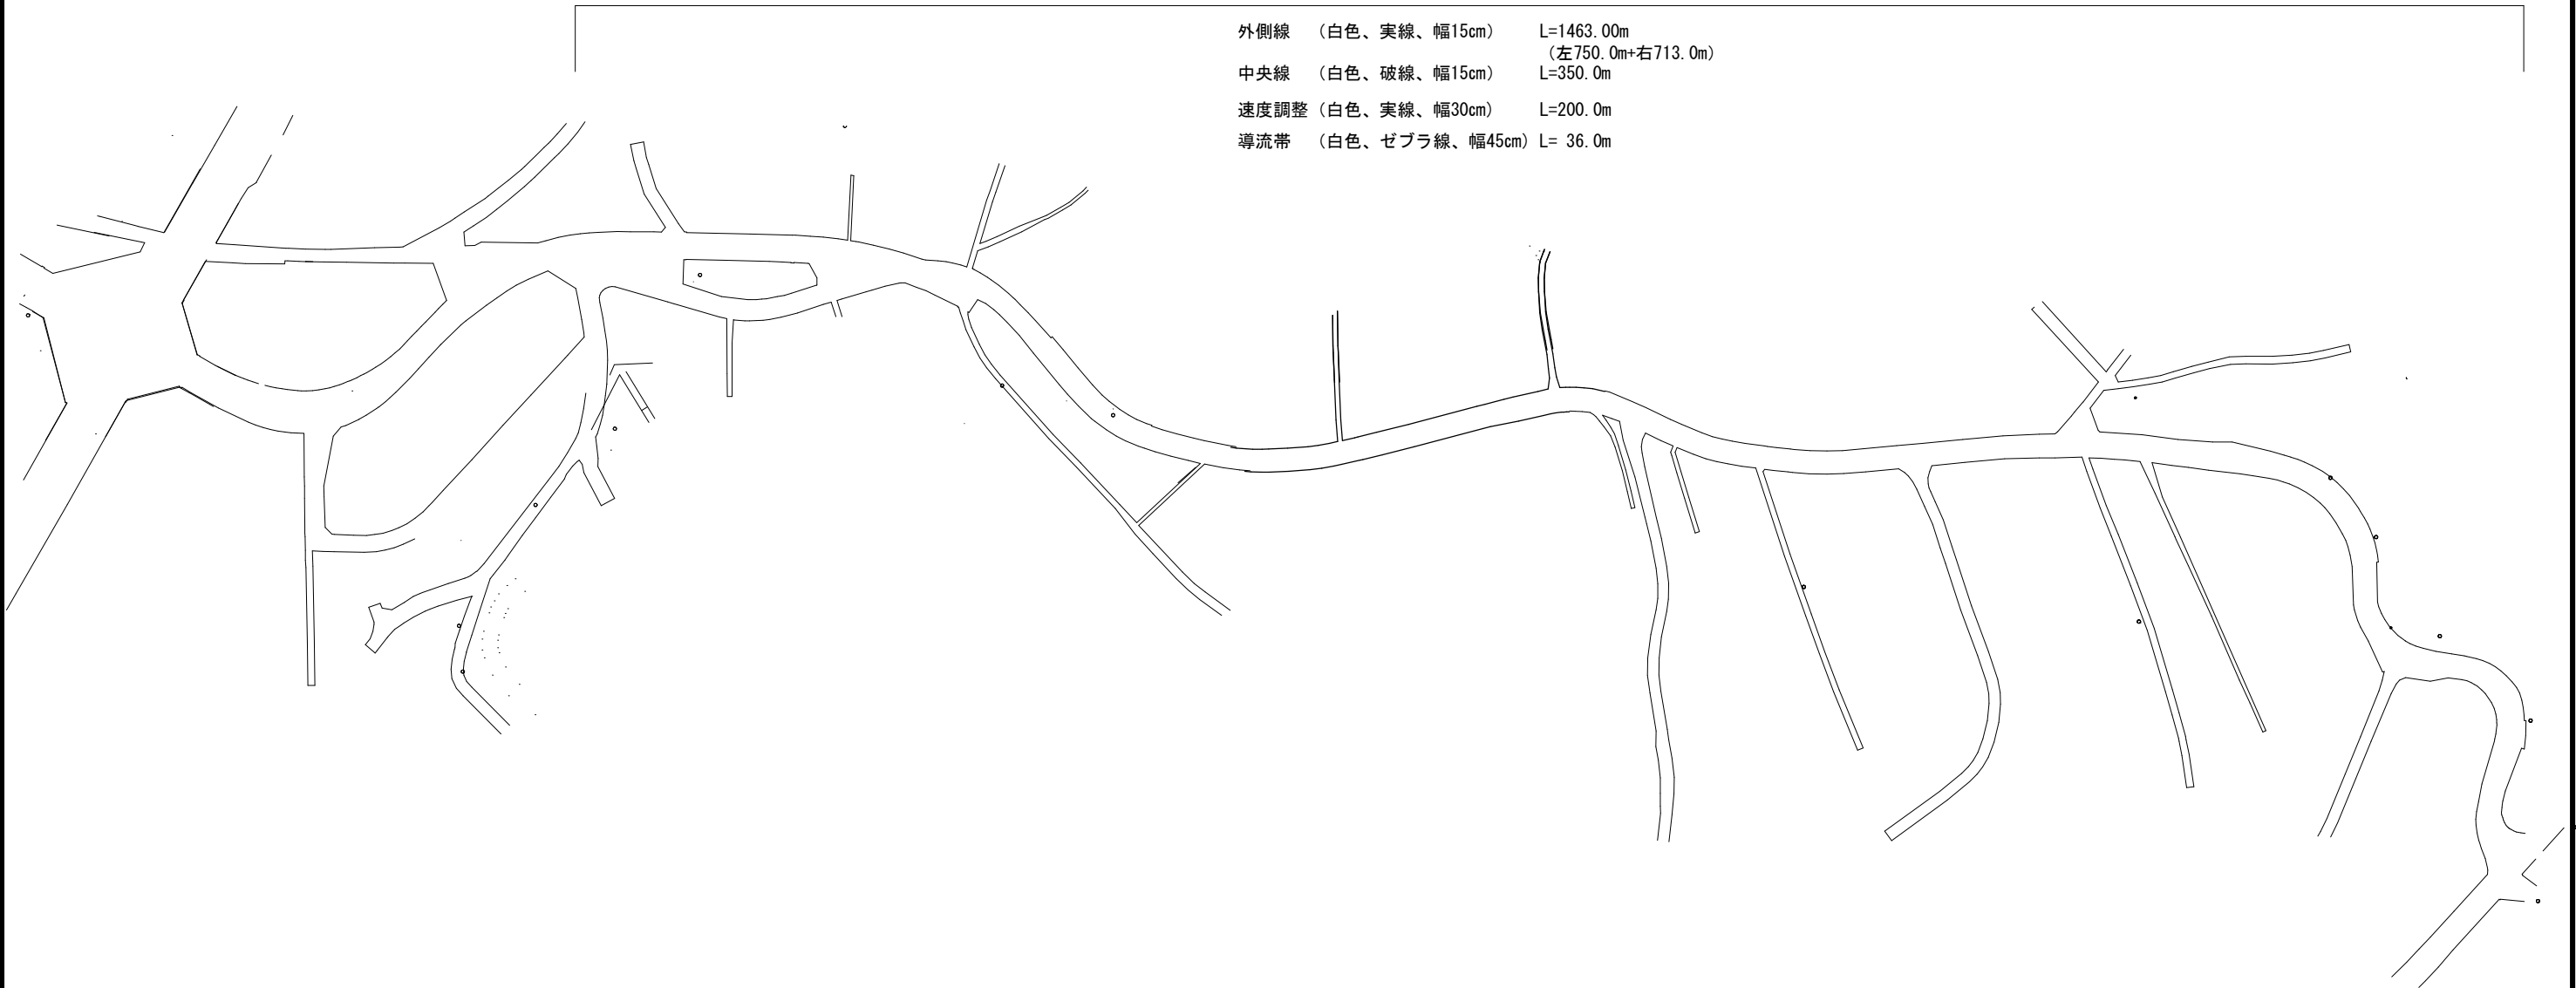 外側線 （白色、実線、幅15㎝） L=1463.00m
（左750.0m+右713.0m）
中央線 （白色、破線、幅15㎝） L=350.0m
速度調整（白色、実線、幅30㎝） L=200.0m
導流帯 （白色、ゼブラ線、幅45㎝）L= 36.0m